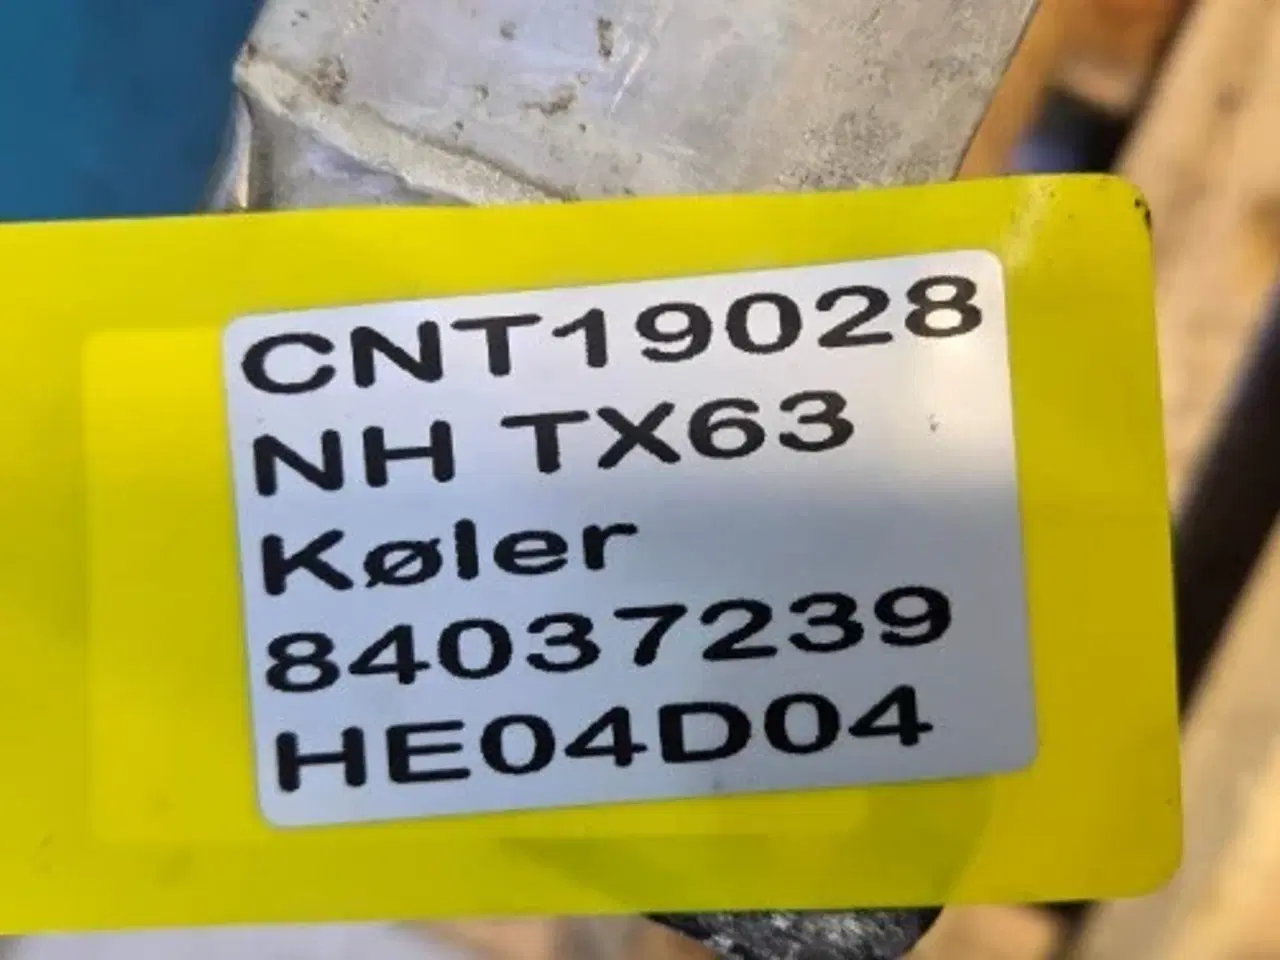 CNT19028
NH TX63
Køler
84037239
HE04D04